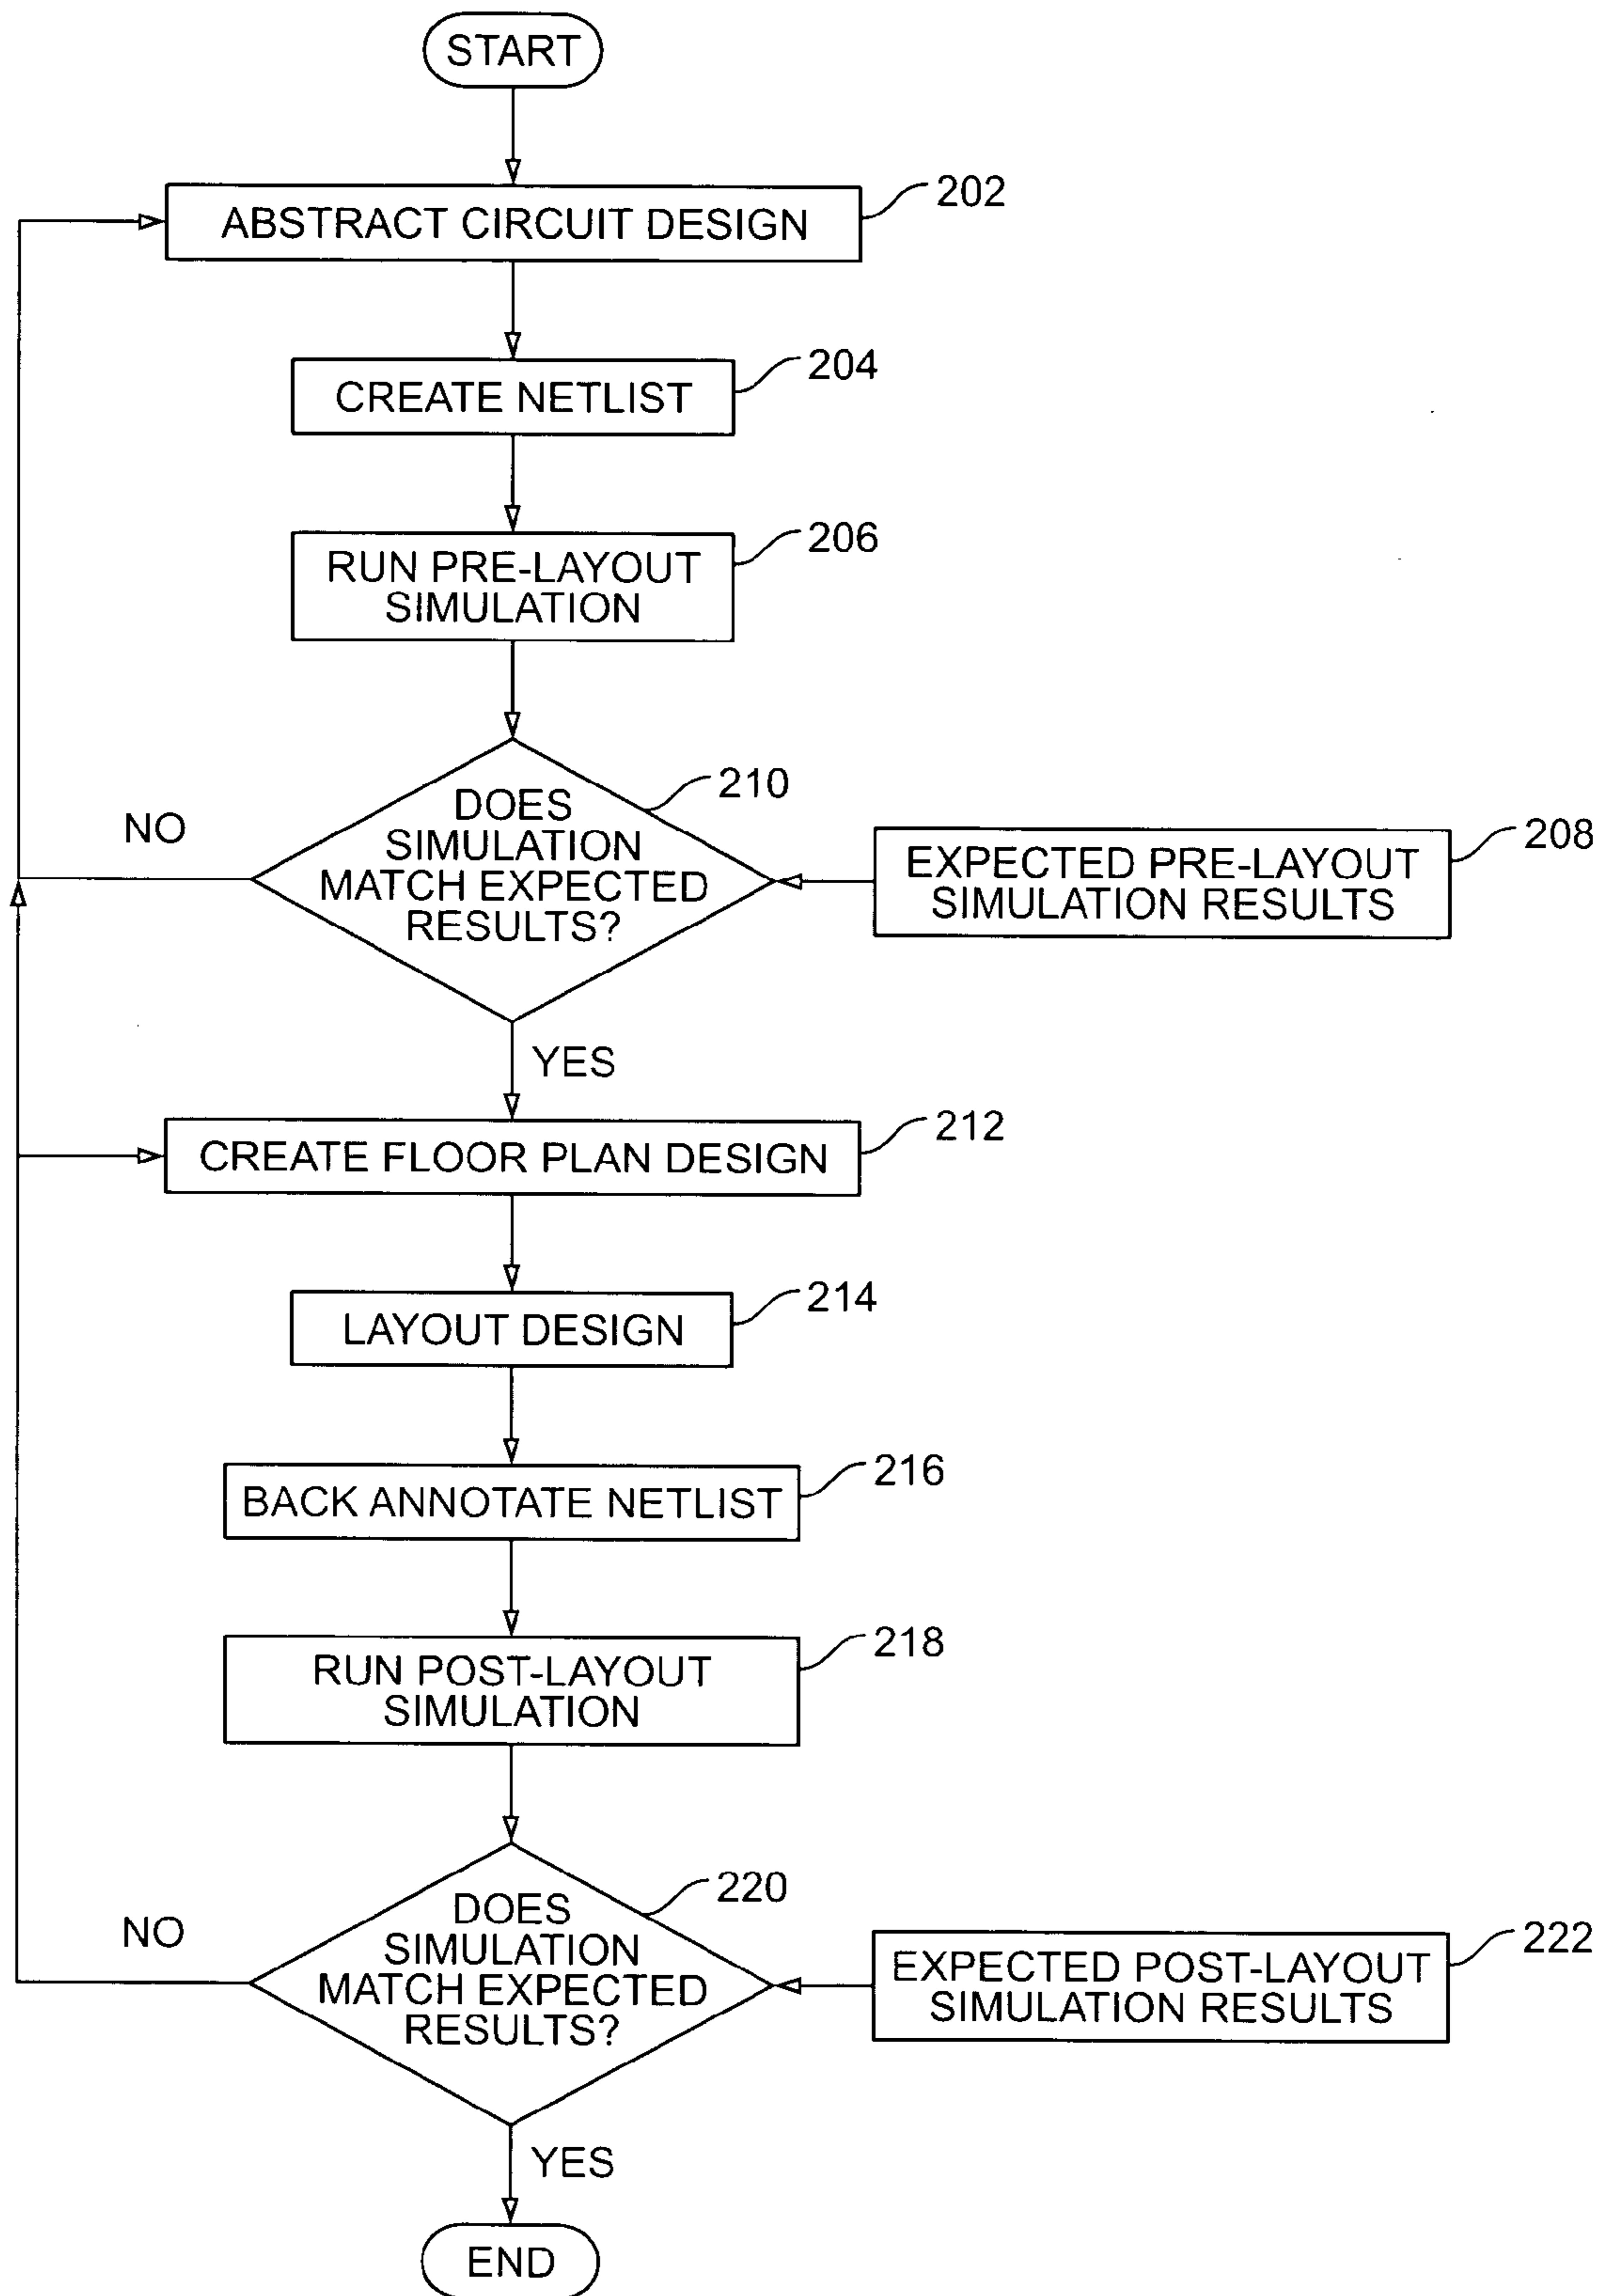 START
ABSTRACT CIRCUIT DESIGN
202
CREATE NETLIST
204
RUN PRE-LAYOUT
SIMULATION
206
DOES
SIMULATION
MATCH EXPECTED
RESULTS?
210
NO
EXPECTED PRE-LAYOUT
SIMULATION RESULTS
208
YES
CREATE FLOOR PLAN DESIGN
212
LAYOUT DESIGN
214
BACK ANNOTATE NETLIST
216
RUN POST-LAYOUT
SIMULATION
218
DOES
SIMULATION
MATCH EXPECTED
RESULTS?
220
NO
EXPECTED POST-LAYOUT
SIMULATION RESULTS
222
YES
END